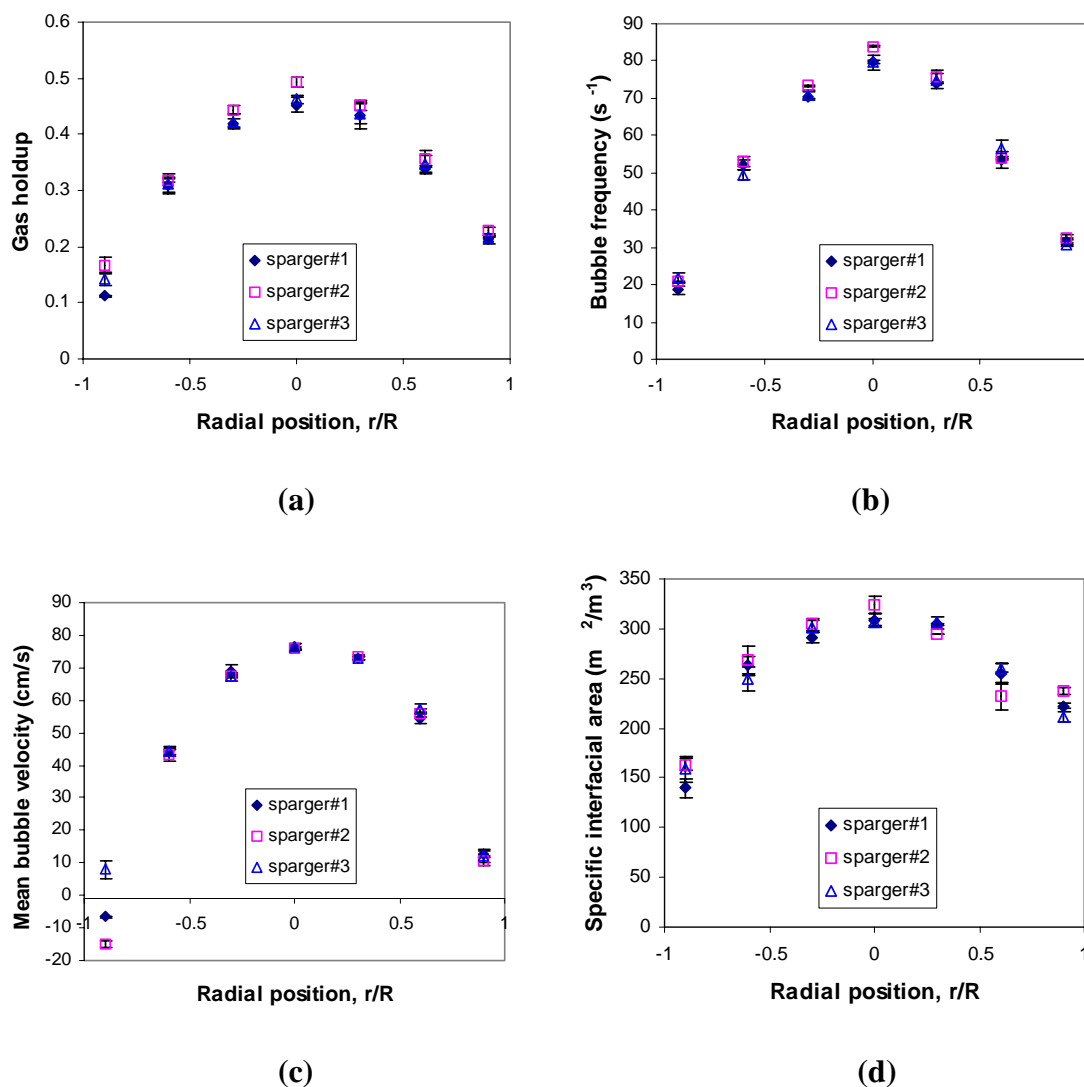 0.6
0.5
0.4
0.3
0.2
0.1
0
Gas holdup
sparger#1
sparger#2
sparger#3
-1 -0.5 0 0.5 1
Radial position, r/R
(a)
90
80
70
60
50
40
30
20
10
0
Bubble frequency (s -1)
sparger#1
sparger#2
sparger#3
-1 -0.5 0 0.5 1
Radial position, r/R
(b)
90
80
70
60
50
40
30
20
10
0
-10
-20
Mean bubble velocity (cm/s)
sparger#1
sparger#2
sparger#3
-1 -0.5 0 0.5 1
Radial position, r/R
(c)
350
300
250
200
150
100
50
0
Specific interfacial area (m 2/m3)
sparger#1
sparger#2
sparger#3
-1 -0.5 0 0.5 1
Radial position, r/R
(d)